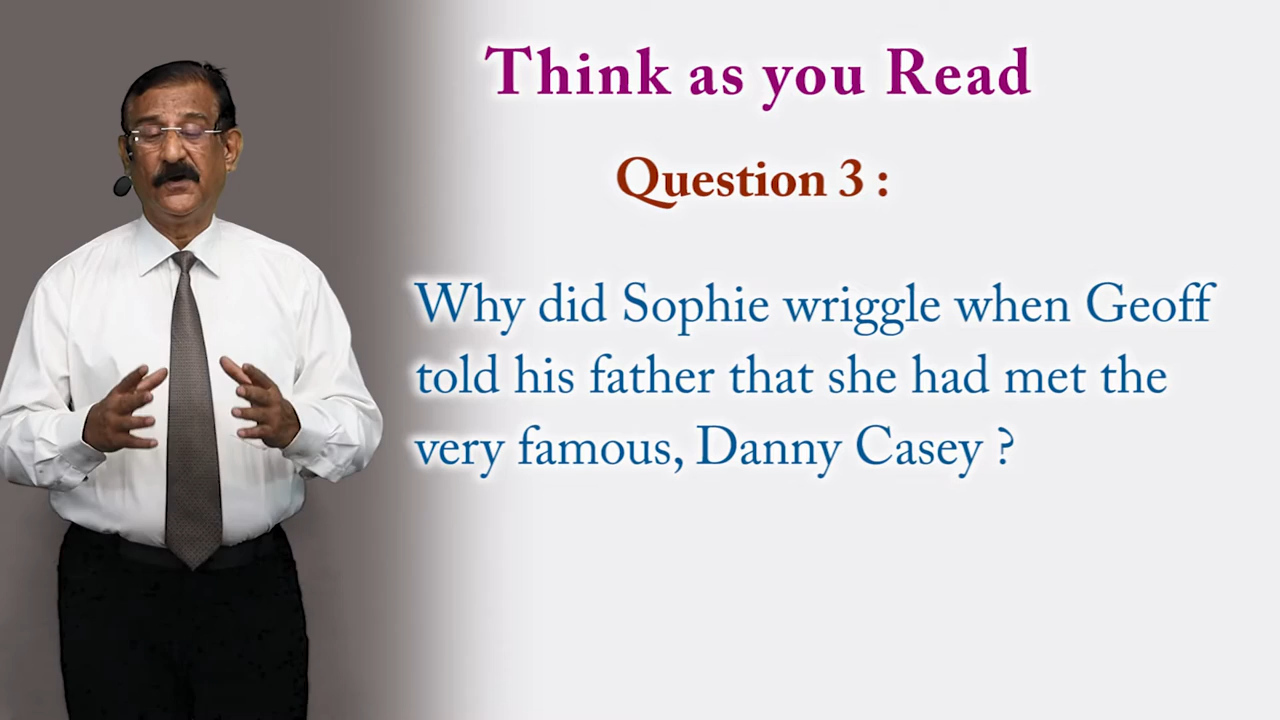 Think as you Read
Question 3 :
Why did Sophie wriggle when Geoff
told his father that she had met the
very famous, Danny Casey ?